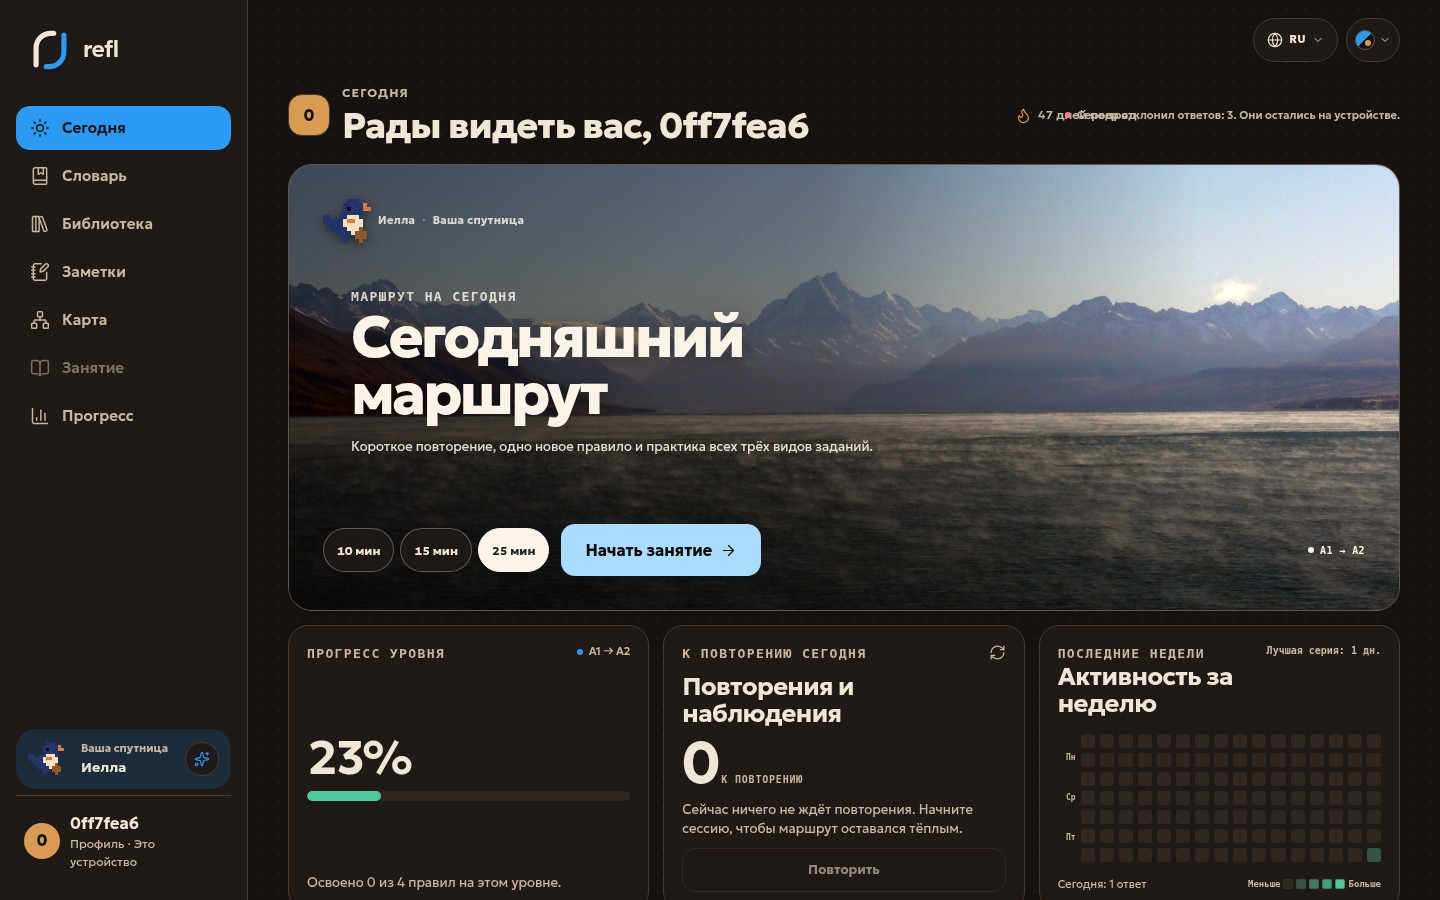 refl
RU
Сегодня
Словарь
Библиотека
Заметки
Карта
Занятие
Прогресс
Ваша спутница
Иелла
0
0ff7fea6
Профиль · Это
устройство
0
СЕГОДНЯ
Рады видеть вас, 0ff7fea6
47 дней подряд
Сервер отклонил ответов: 3. Они остались на устройстве.
Иелла · Ваша спутница
МАРШРУТ НА СЕГОДНЯ
Сегодняшний
маршрут
Короткое повторение, одно новое правило и практика всех трёх видов заданий.
10 мин
15 мин
25 мин
Начать занятие →
A1 → A2
ПРОГРЕСС УРОВНЯ
A1 → A2
23%
Освоено 0 из 4 правил на этом уровне.
К ПОВТОРЕНИЮ СЕГОДНЯ
Повторения и
наблюдения
0 К ПОВТОРЕНИЮ
Сейчас ничего не ждёт повторения. Начните
сессию, чтобы маршрут оставался тёплым.
Повторить
ПОСЛЕДНИЕ НЕДЕЛИ
Лучшая серия: 1 дн.
Активность за
неделю
Пн
Ср
Пт
Сегодня: 1 ответ
Меньше
Больше